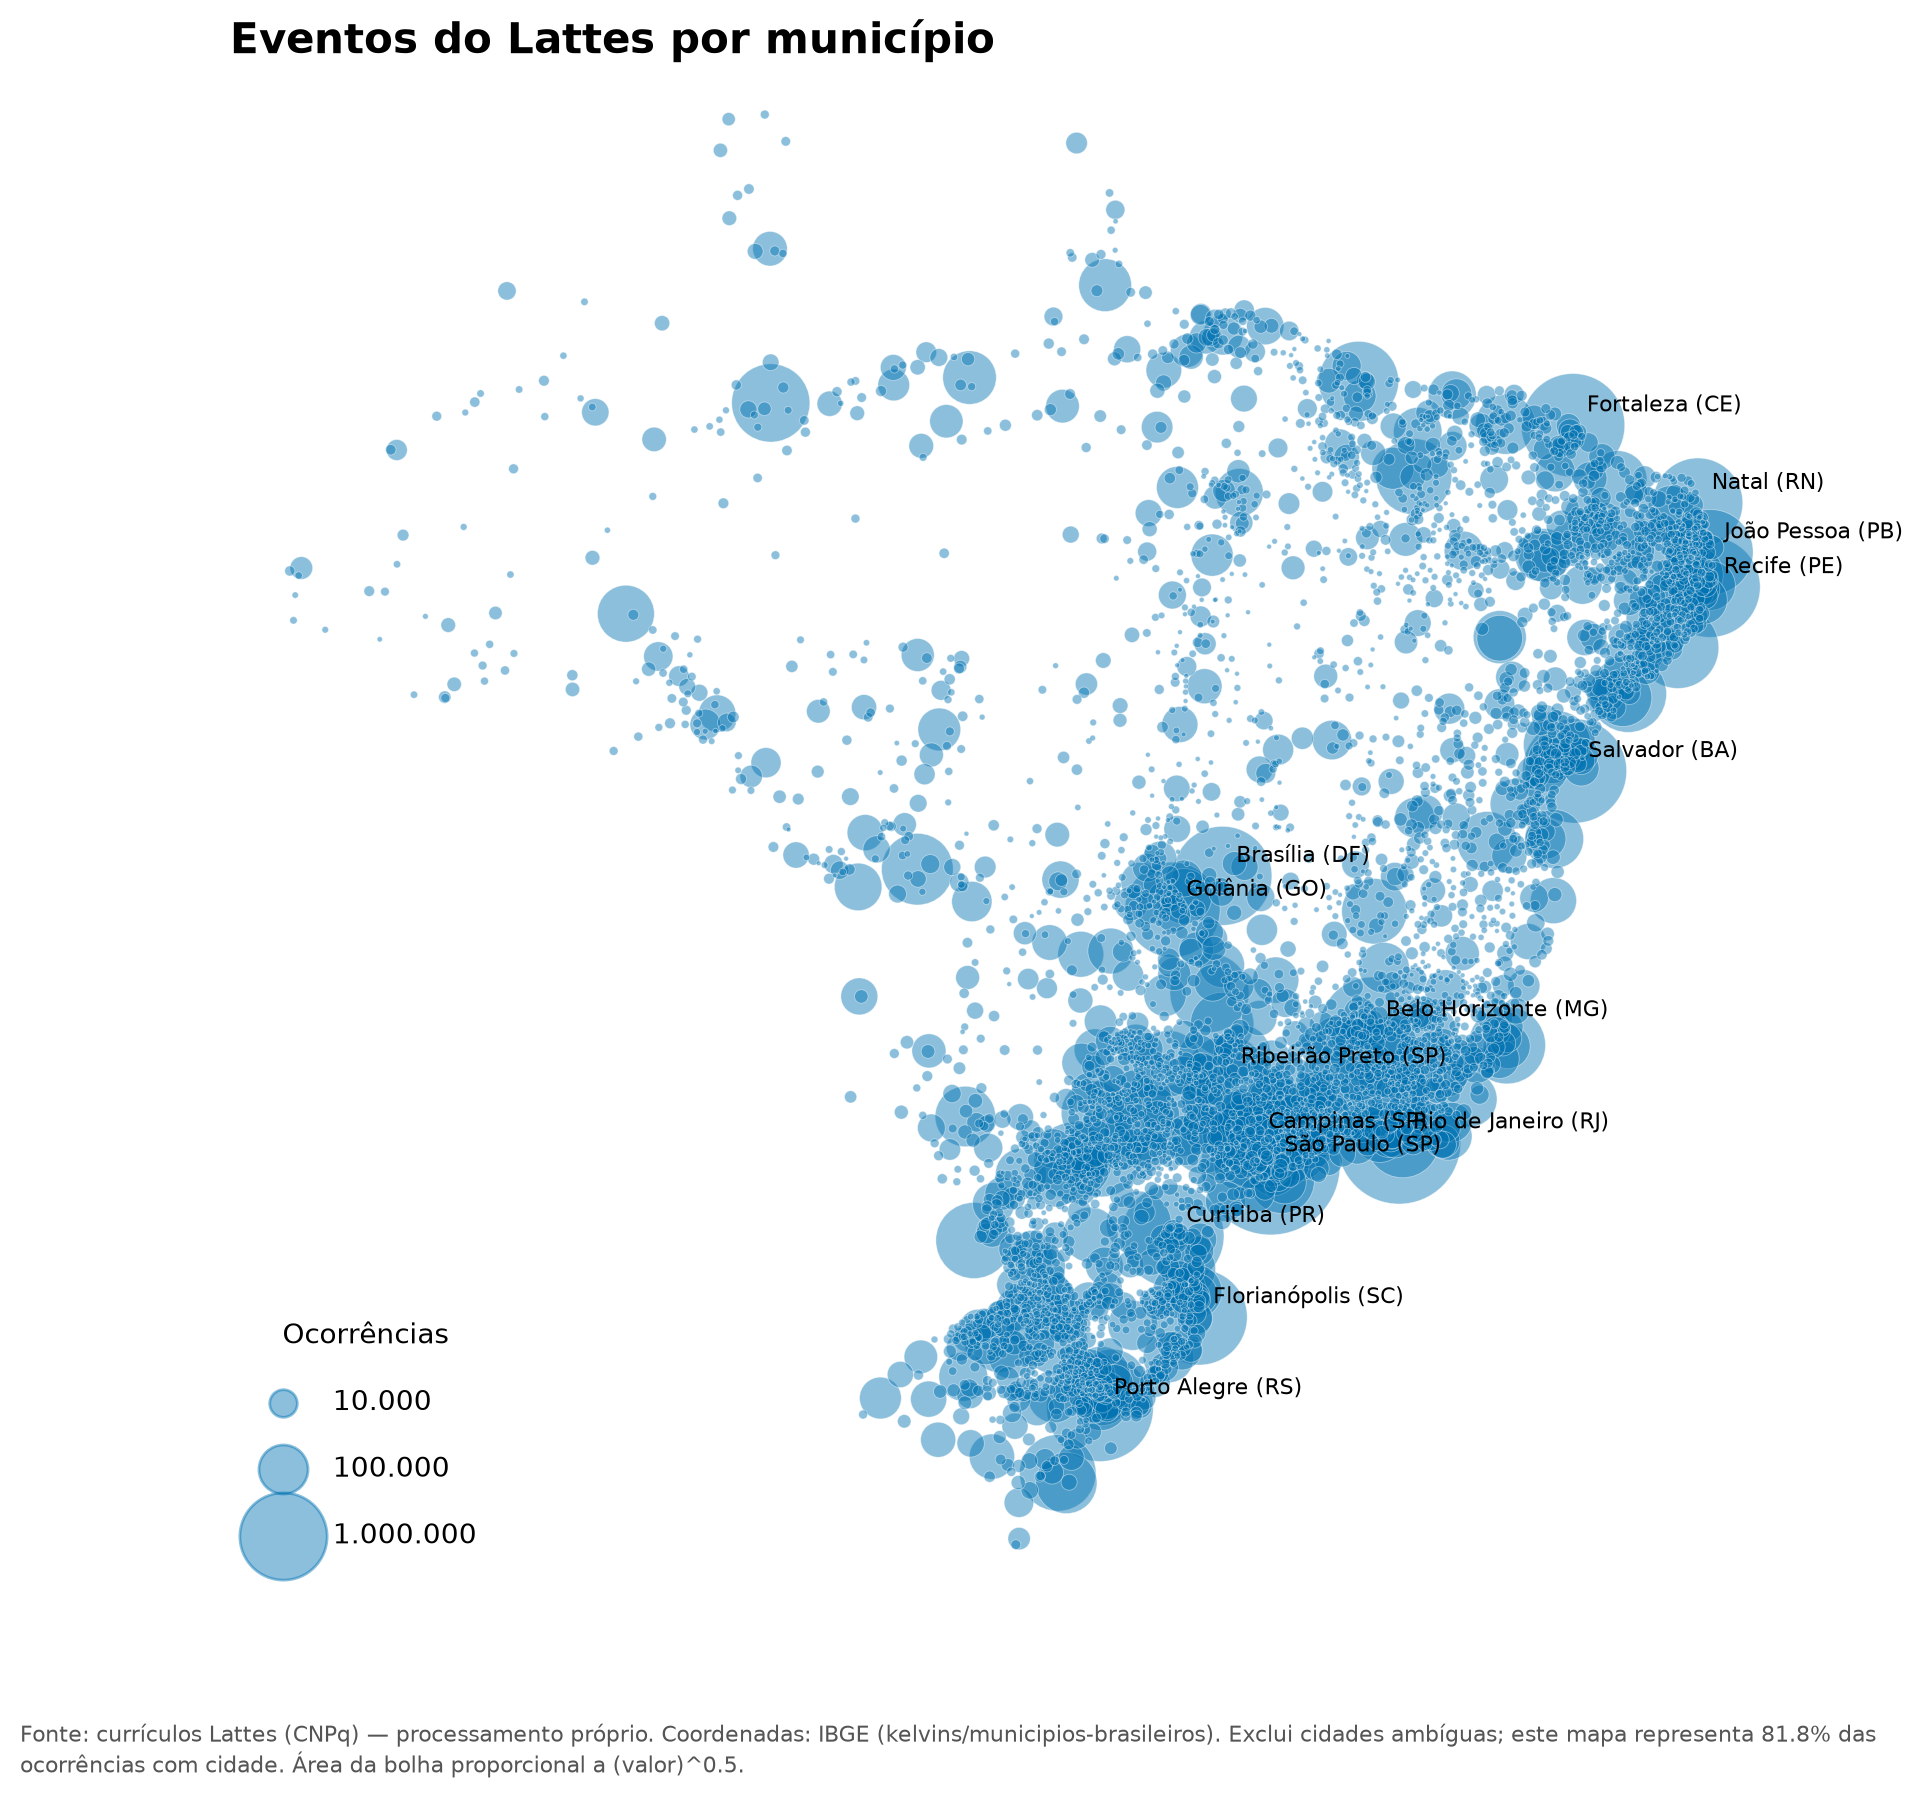 Eventos do Lattes por município
Fortaleza (CE)
Natal (RN)
João Pessoa (PB)
Recife (PE)
Salvador (BA)
Brasília (DF)
Goiânia (GO)
Belo Horizonte (MG)
Ribeirão Preto (SP)
Campinas (SP)
Rio de Janeiro (RJ)
São Paulo (SP)
Curitiba (PR)
Florianópolis (SC)
Porto Alegre (RS)
Ocorrências
10.000
100.000
1.000.000
Fonte: currículos Lattes (CNPq) — processamento próprio. Coordenadas: IBGE (kelvins/municipios-brasileiros). Exclui cidades ambíguas; este mapa representa 81.8% das
ocorrências com cidade. Área da bolha proporcional a (valor)^0.5.